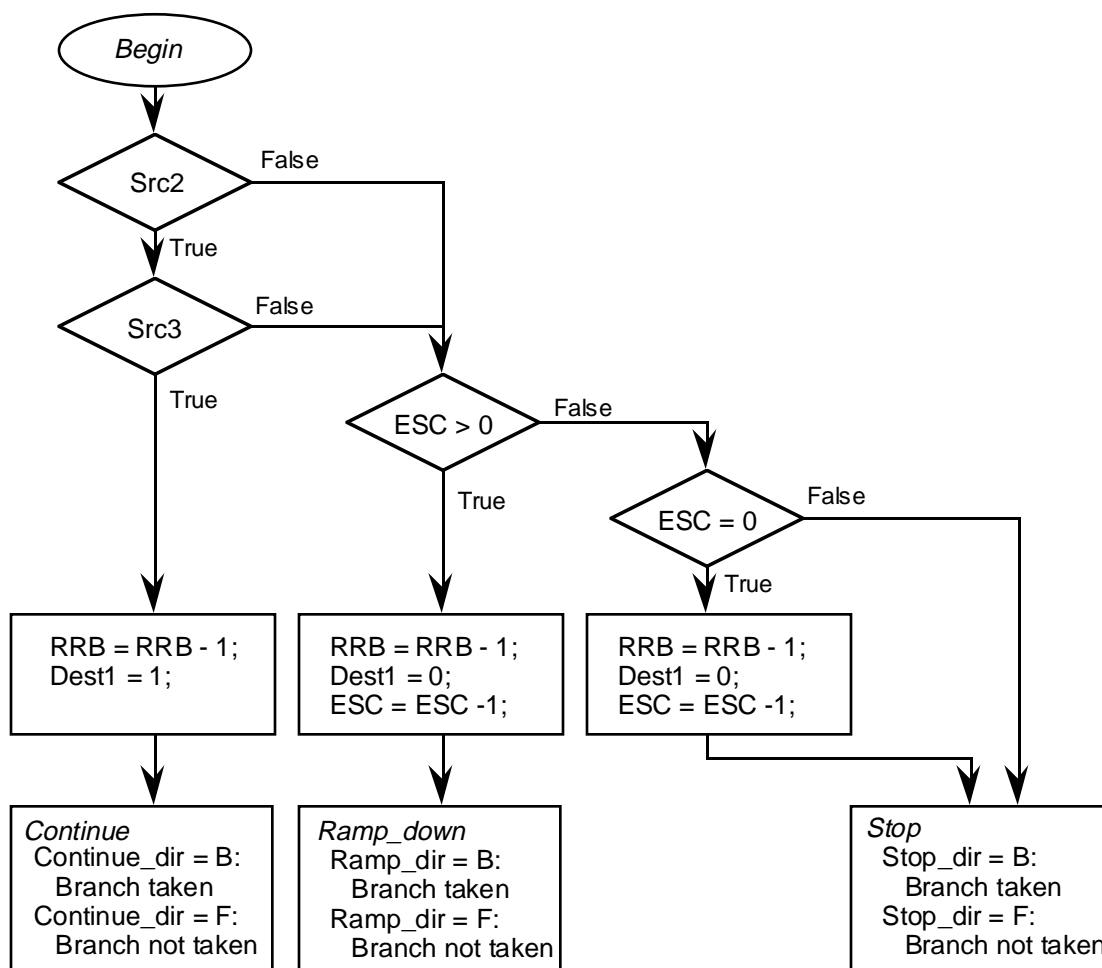 Begin
Src2
False
True
Src3
False
True
ESC > 0
False
True
ESC = 0
False
True
RRB = RRB - 1;
Dest1 = 1;
RRB = RRB - 1;
Dest1 = 0;
ESC = ESC -1;
RRB = RRB - 1;
Dest1 = 0;
ESC = ESC -1;
Continue
Continue_dir = B:
Branch taken
Continue_dir = F:
Branch not taken
Ramp_down
Ramp_dir = B:
Branch taken
Ramp_dir = F:
Branch not taken
Stop
Stop_dir = B:
Branch taken
Stop_dir = F:
Branch not taken